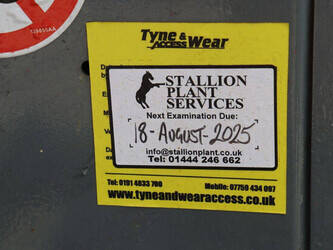 128655AA
Tyne &
ACCESS Wear
STALLION
PLANT
SERVICES
Next Examination Due:
18-AUGUST-2025
info@stallionplant.co.uk
Tel: 01444 246 662
Tel: 0191 4833 700
Mobile: 07759 434 097
www.tyneandwearaccess.co.uk